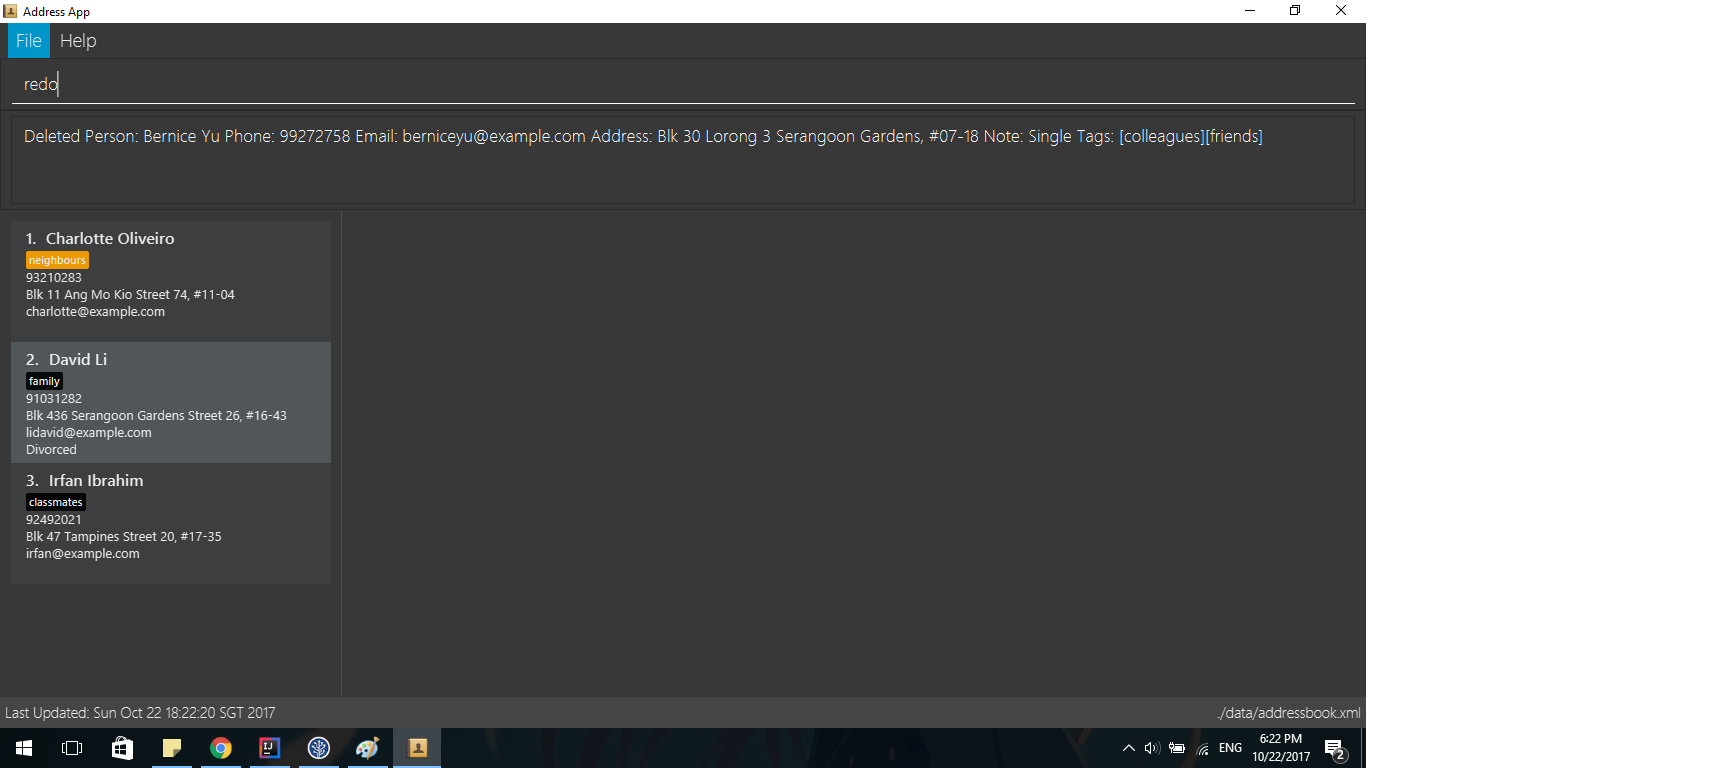 Address App
File Help
redo
Deleted Person: Bernice Yu Phone: 99272758 Email: berniceyu@example.com Address: Blk 30 Lorong 3 Serangoon Gardens, #07-18 Note: Single Tags: [colleagues][friends]
1. Charlotte Oliveiro
neighbours
93210283
Blk 11 Ang Mo Kio Street 74, #11-04
charlotte@example.com
2. David Li
family
91031282
Blk 436 Serangoon Gardens Street 26, #16-43
lidavid@example.com
Divorced
3. Irfan Ibrahim
classmates
92492021
Blk 47 Tampines Street 20, #17-35
irfan@example.com
Last Updated: Sun Oct 22 18:22:20 SGT 2017 ./data/addressbook.xml
IJ
ENG
6:22 PM
10/22/2017
2